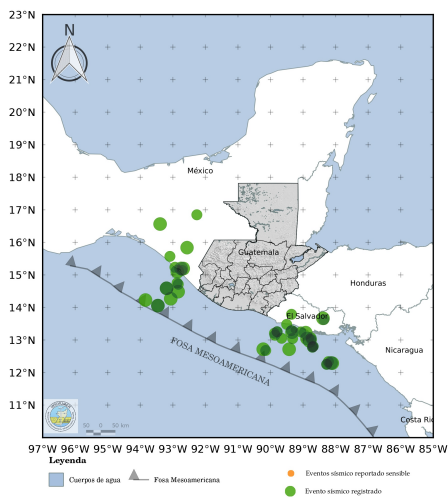 23°N
22°N
21°N
20°N
19°N
18°N
17°N
16°N
15°N
14°N
13°N
12°N
11°N
N
México
Guatemala
Honduras
El Salvador
Nicaragua
Costa Ric
FOSA MESOAMERICANA
50 0 50 km
97°W 96°W 95°W 94°W 93°W 92°W 91°W 90°W 89°W 88°W 87°W 86°W 85°W
Leyenda
Cuerpos de agua
Fosa Mesoamericana
Eventos sísmico reportado sensible
Evento sísmico registrado